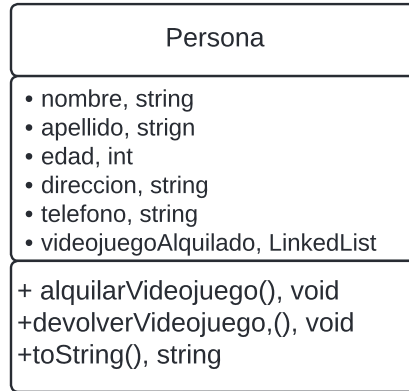 Persona
• nombre, string
• apellido, strign
• edad, int
• direccion, string
• telefono, string
• videojuegoAlquilado, LinkedList
+ alquilarVideojuego(), void
+devolverVideojuego,(), void
+toString(), string